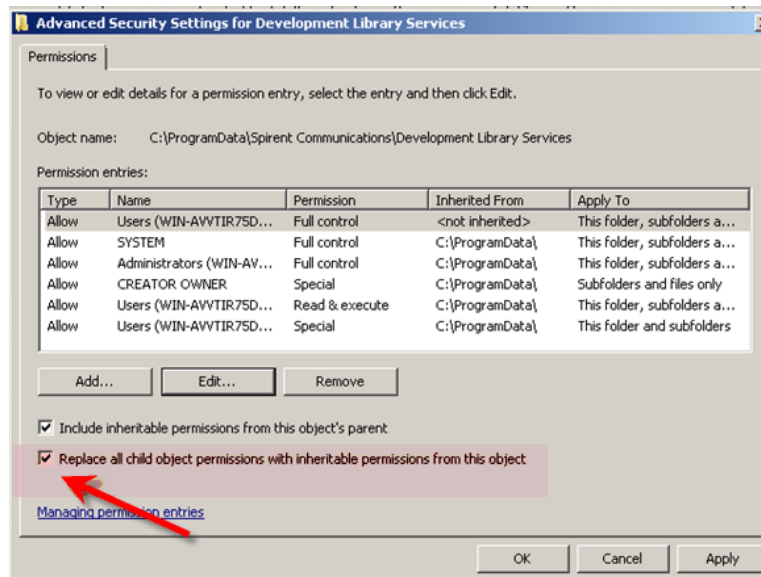 Advanced Security Settings for Development Library Services
Permissions
To view or edit details for a permission entry, select the entry and then click Edit.
Object name: C:\ProgramData\Spirent Communications\Development Library Services
Permission entries:
Type Name Permission Inherited From Apply To
Allow Users (WIN-AVVTIR75D... Full control <not inherited> This folder, subfolders a...
Allow SYSTEM Full control C:\ProgramData\ This folder, subfolders a...
Allow Administrators (WIN-AV... Full control C:\ProgramData\ This folder, subfolders a...
Allow CREATOR OWNER Special C:\ProgramData\ Subfolders and files only
Allow Users (WIN-AVVTIR75D... Read & execute C:\ProgramData\ This folder, subfolders a...
Allow Users (WIN-AVVTIR75D... Special C:\ProgramData\ This folder and subfolders
Add... Edit... Remove
Include inheritable permissions from this object's parent
Replace all child object permissions with inheritable permissions from this object
Managing permission entries
OK Cancel Apply